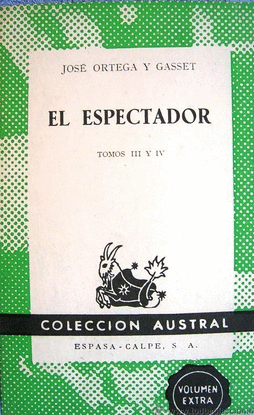 JOSÉ ORTEGA Y GASSET
EL ESPECTADOR
TOMOS III Y IV
COLECCION AUSTRAL
ESPASA-CALPE, S. A.
VOLUMEN
EXTRA